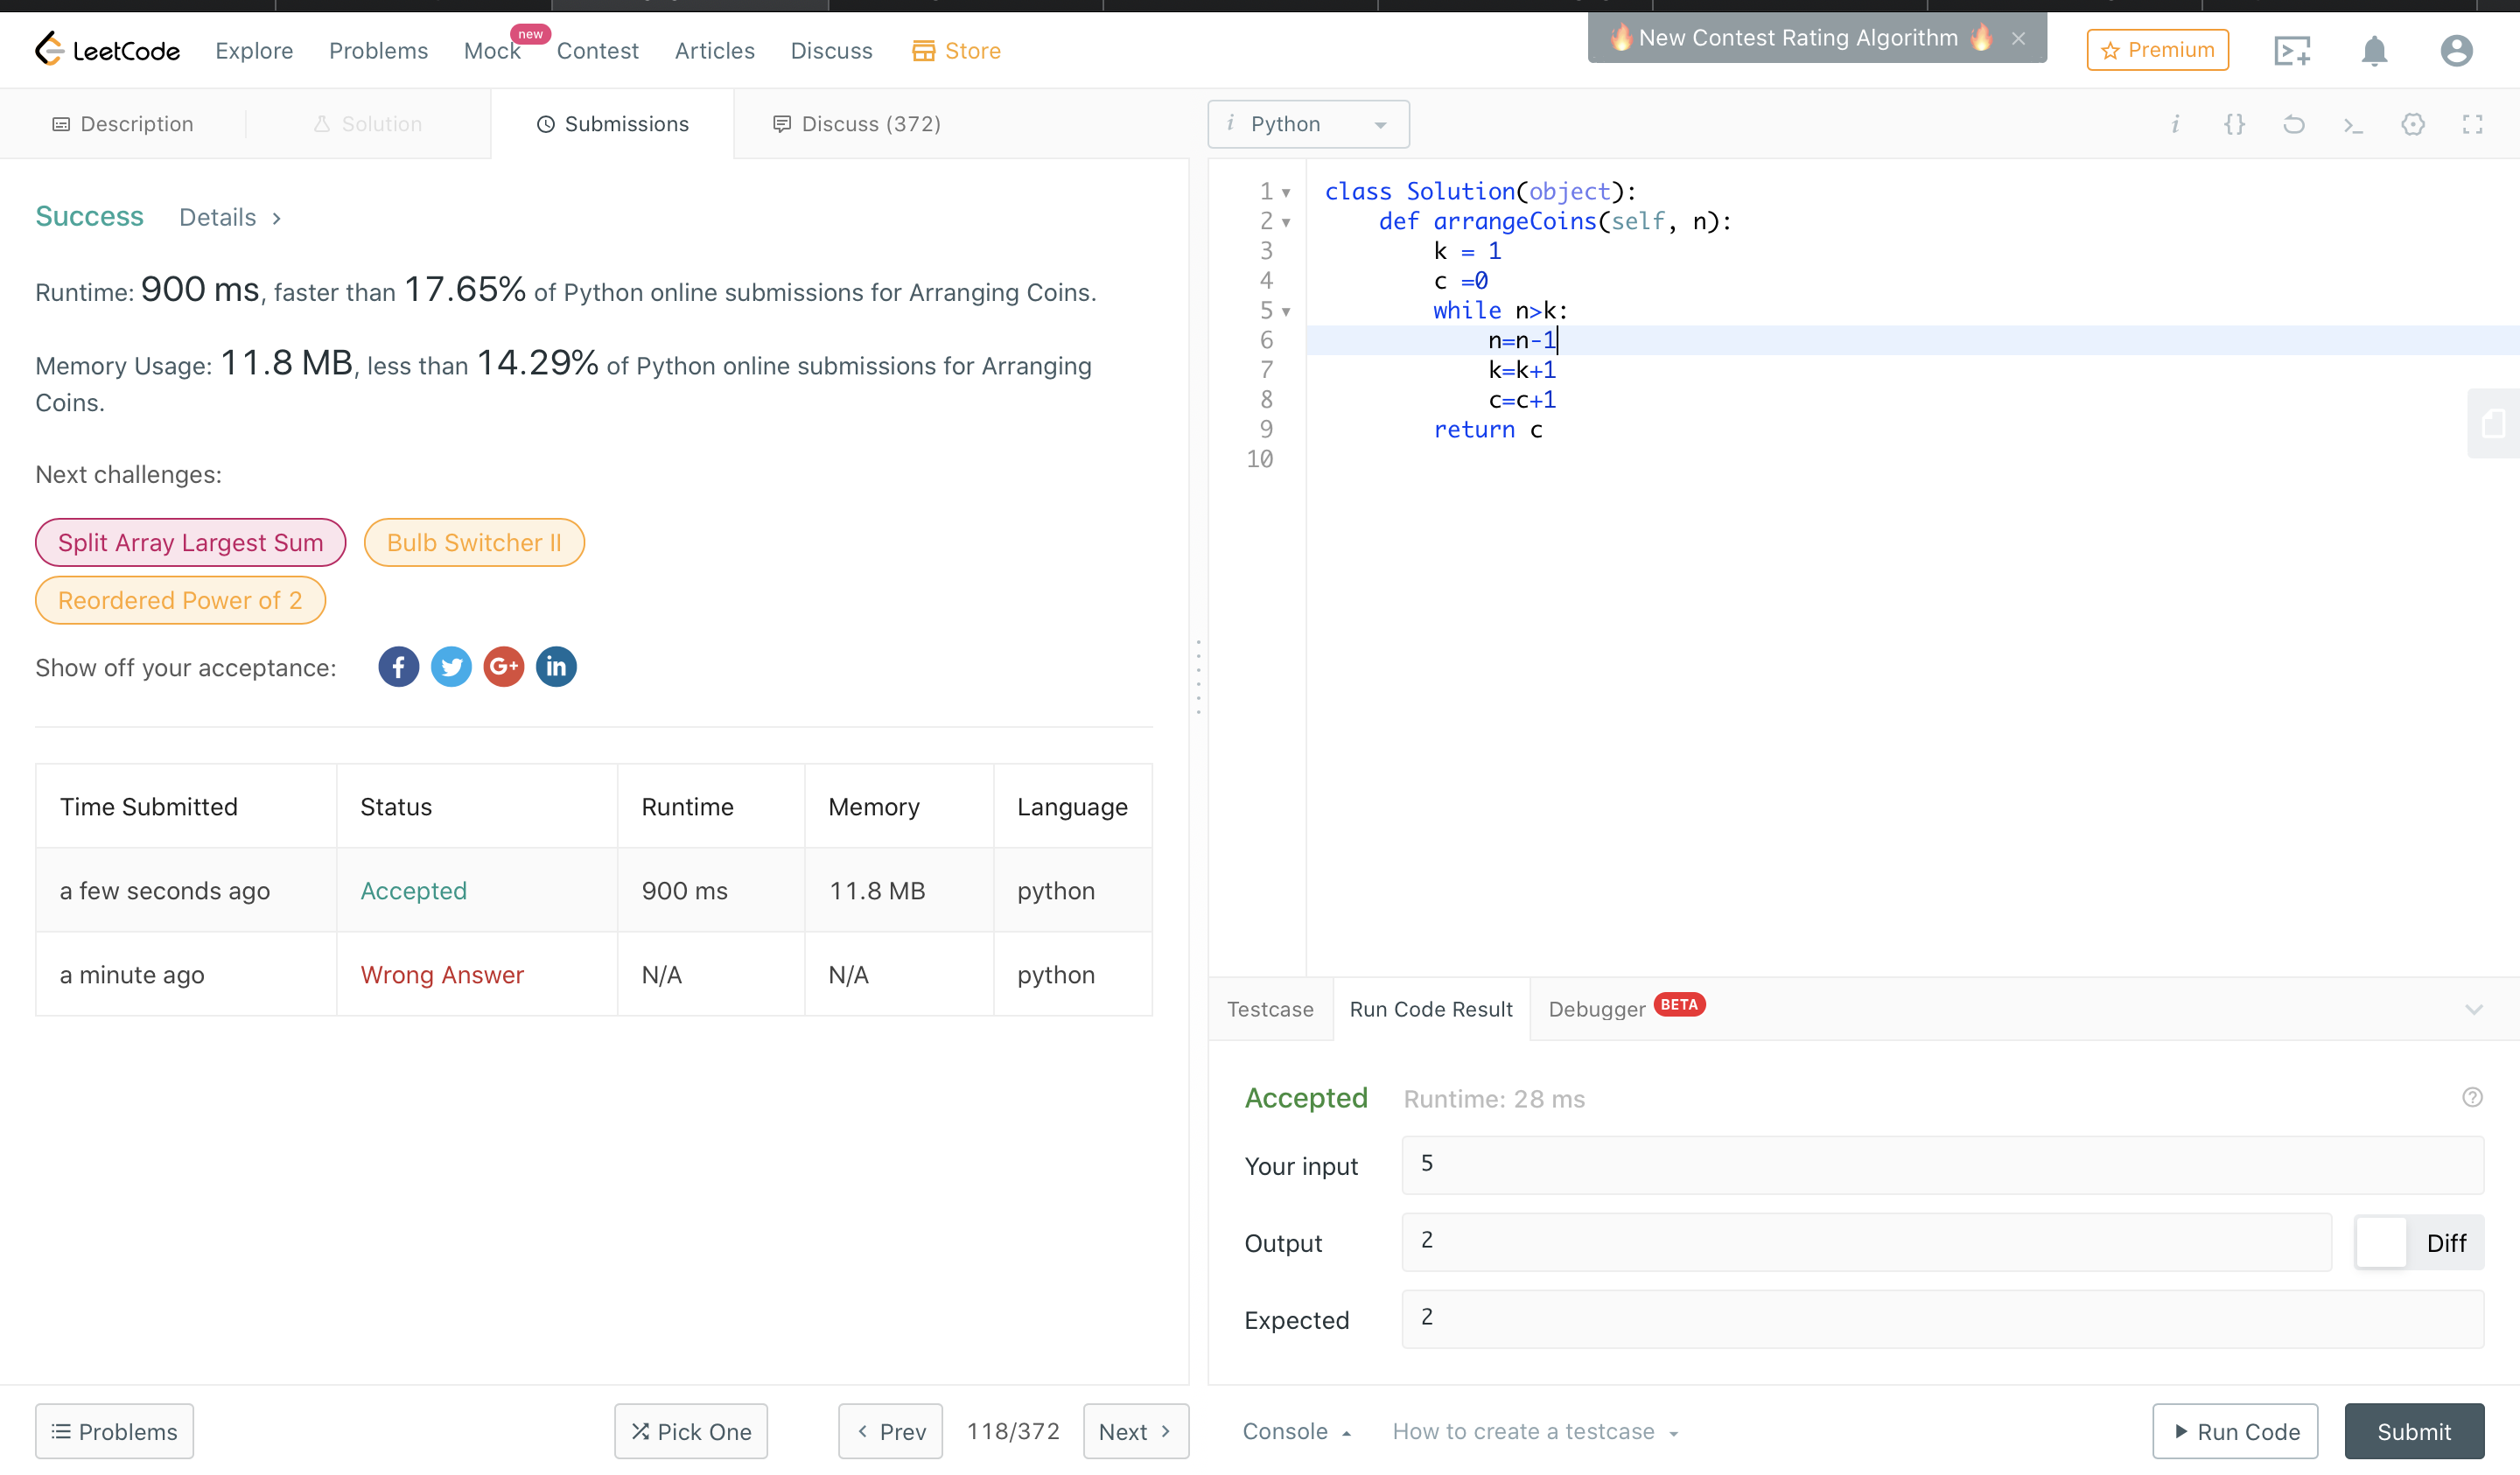 LeetCode
Explore
Problems
Mock
new
Contest
Articles
Discuss
Store
🔥 New Contest Rating Algorithm 🔥 ×
Premium
Description
Solution
Submissions
Discuss (372)
i Python
Success Details >
Runtime: 900 ms, faster than 17.65% of Python online submissions for Arranging Coins.
Memory Usage: 11.8 MB, less than 14.29% of Python online submissions for Arranging
Coins.
Next challenges:
Split Array Largest Sum
Bulb Switcher II
Reordered Power of 2
Show off your acceptance:
f
G+
in
Time Submitted Status Runtime Memory Language
a few seconds ago Accepted 900 ms 11.8 MB python
a minute ago Wrong Answer N/A N/A python
Problems
Pick One
< Prev
118/372
Next >
i {}
1 class Solution(object):
2     def arrangeCoins(self, n):
3         k = 1
4         c =0
5         while n>k:
6             n=n-1
7             k=k+1
8             c=c+1
9         return c
10
Testcase
Run Code Result
Debugger BETA
Accepted Runtime: 28 ms
?
Your input 5
Output 2
Diff
Expected 2
Console
How to create a testcase
Run Code
Submit